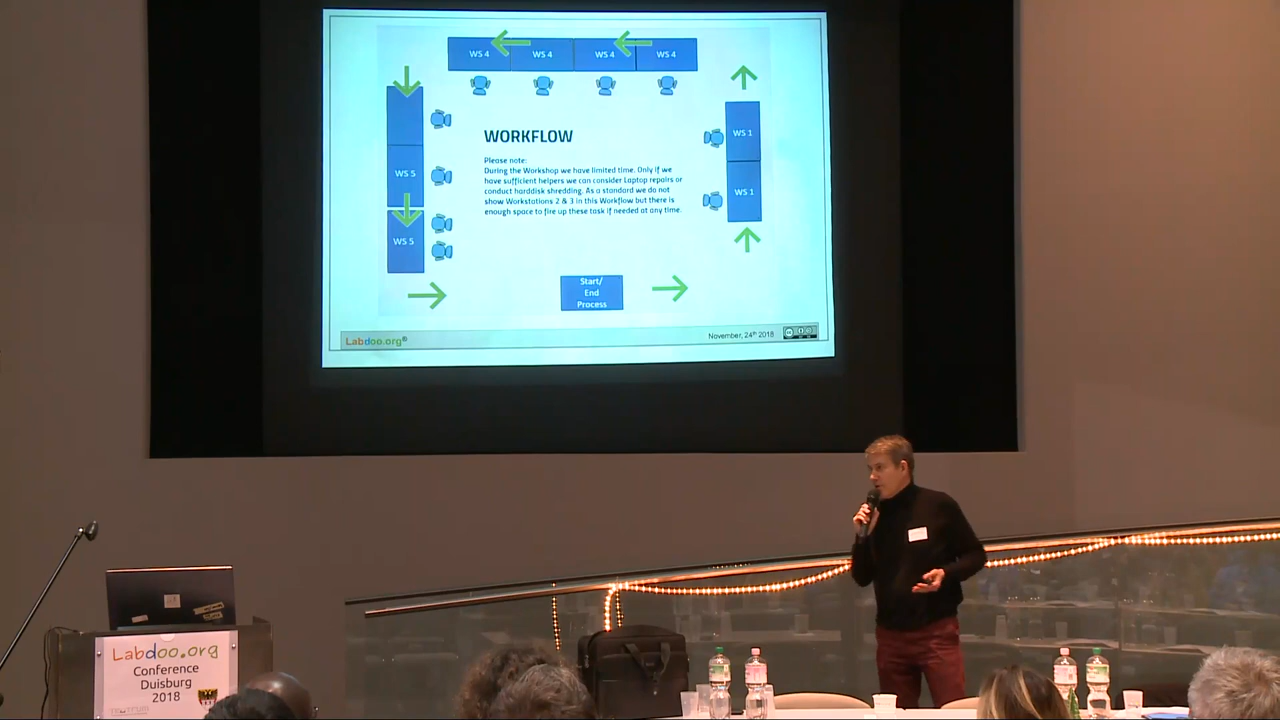 WS 4 WS 4 WS 4 WS 4
WS 1
WS 5
WS 1
WS 5
WORKFLOW
Please note:
During the Workshop we have limited time. Only if we
have sufficient helpers we can consider Laptop repairs or
conduct harddisk shredding. As a standard we do not
show Workstations 2 & 3 in this Workflow but there is
enough space to fire up these task if needed at any time.
Start/
End
Process
Labdoo.org®
November, 24th 2018
Labdoo.org
Conference
Duisburg
2018